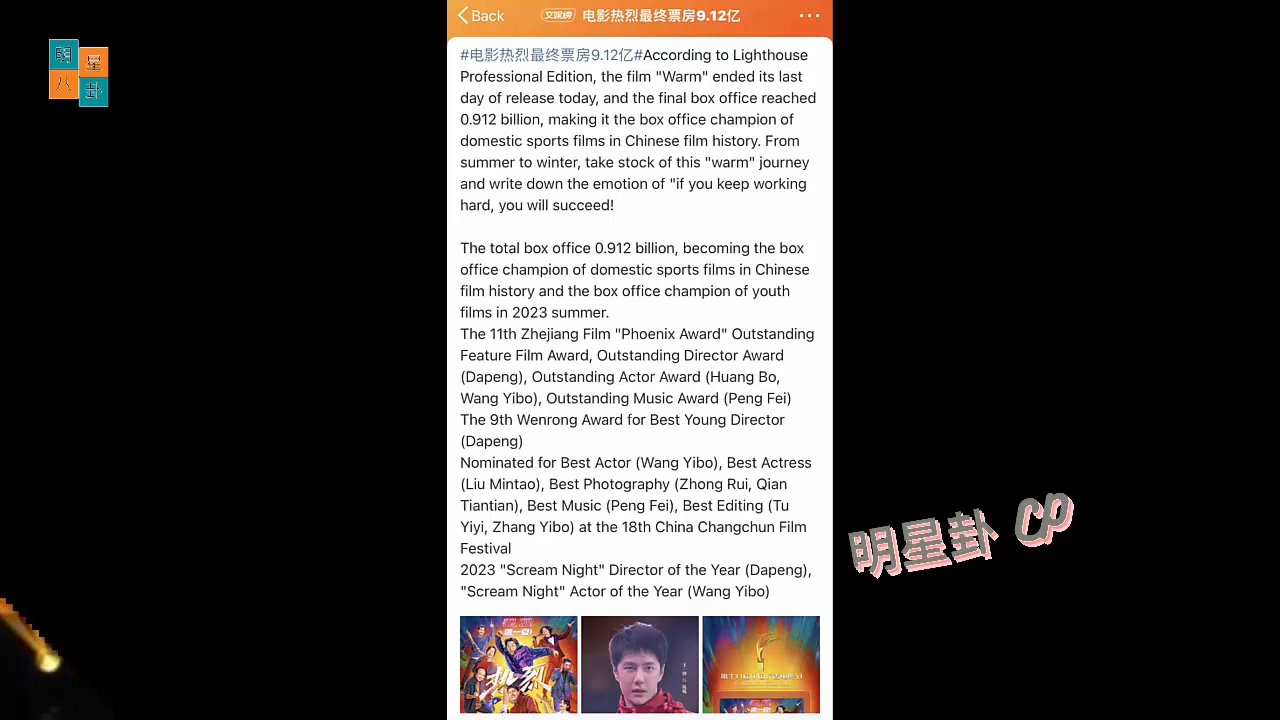 Back
文娱榜 电影热烈最终票房9.12亿
明星
八卦
#电影热烈最终票房9.12亿#According to Lighthouse
Professional Edition, the film "Warm" ended its last
day of release today, and the final box office reached
0.912 billion, making it the box office champion of
domestic sports films in Chinese film history. From
summer to winter, take stock of this "warm" journey
and write down the emotion of "if you keep working
hard, you will succeed!
The total box office 0.912 billion, becoming the box
office champion of domestic sports films in Chinese
film history and the box office champion of youth
films in 2023 summer.
The 11th Zhejiang Film "Phoenix Award" Outstanding
Feature Film Award, Outstanding Director Award
(Dapeng), Outstanding Actor Award (Huang Bo,
Wang Yibo), Outstanding Music Award (Peng Fei)
The 9th Wenrong Award for Best Young Director
(Dapeng)
Nominated for Best Actor (Wang Yibo), Best Actress
(Liu Mintao), Best Photography (Zhong Rui, Qian
Tiantian), Best Music (Peng Fei), Best Editing (Tu
Yiyi, Zhang Yibo) at the 18th China Changchun Film
Festival
2023 "Scream Night" Director of the Year (Dapeng),
"Scream Night" Actor of the Year (Wang Yibo)
明星卦 cp
热烈